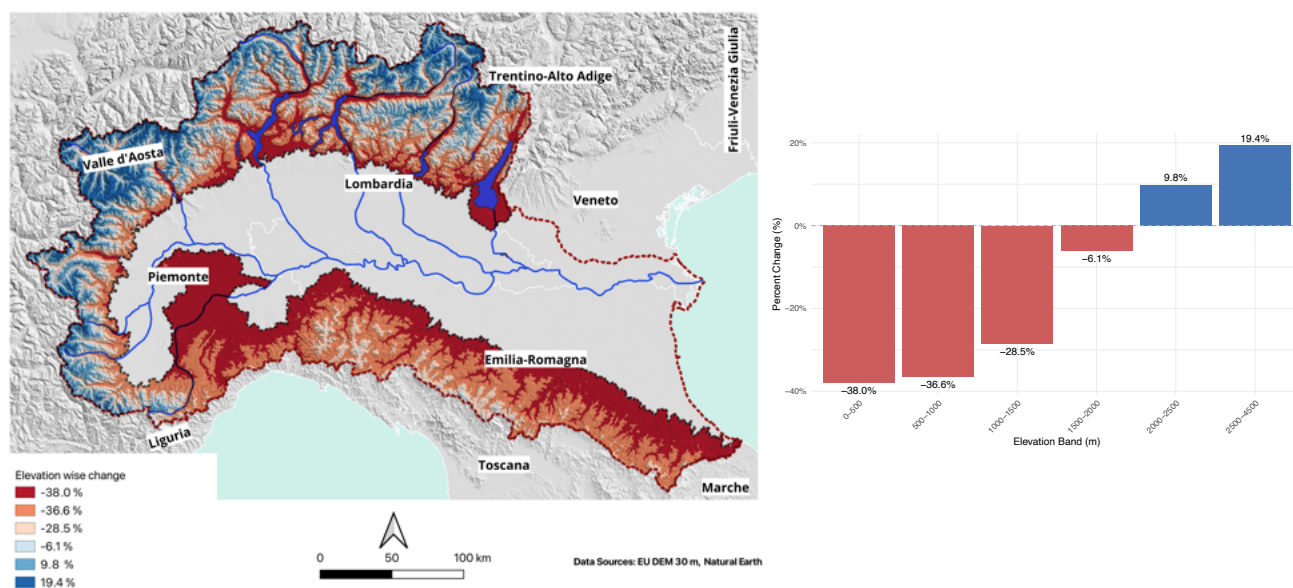 Trentino-Alto Adige
Friuli-Venezia Giulia
Valle d'Aosta
Lombardia
Veneto
Piemonte
Emilia-Romagna
Liguria
Toscana
Marche
Elevation wise change
-38.0 %
-36.6 %
-28.5 %
-6.1 %
9.8 %
19.4 %
0 50 100 km
Data Sources: EU DEM 30 m, Natural Earth
Percent Change (%)
20%
0%
−20%
−40%
19.4%
9.8%
−6.1%
−28.5%
−36.6%
−38.0%
0−500
500−1000
1000−1500
1500−2000
2000−2500
2500−4500
Elevation Band (m)